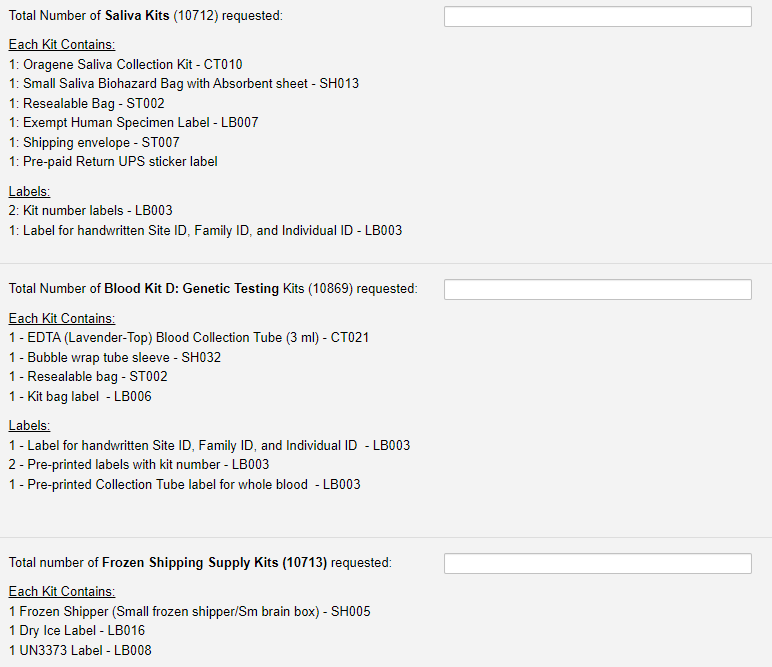 Total Number of Saliva Kits (10712) requested:
Each Kit Contains:
1: Oragene Saliva Collection Kit - CT010
1: Small Saliva Biohazard Bag with Absorbent sheet - SH013
1: Resealable Bag - ST002
1: Exempt Human Specimen Label - LB007
1: Shipping envelope - ST007
1: Pre-paid Return UPS sticker label
Labels:
2: Kit number labels - LB003
1: Label for handwritten Site ID, Family ID, and Individual ID - LB003
Total Number of Blood Kit D: Genetic Testing Kits (10869) requested:
Each Kit Contains:
1 - EDTA (Lavender-Top) Blood Collection Tube (3 ml) - CT021
1 - Bubble wrap tube sleeve - SH032
1 - Resealable bag - ST002
1 - Kit bag label  - LB006
Labels:
1 - Label for handwritten Site ID, Family ID, and Individual ID  - LB003
2 - Pre-printed labels with kit number - LB003
1 - Pre-printed Collection Tube label for whole blood  - LB003
Total number of Frozen Shipping Supply Kits (10713) requested:
Each Kit Contains:
1 Frozen Shipper (Small frozen shipper/Sm brain box) - SH005
1 Dry Ice Label - LB016
1 UN3373 Label - LB008